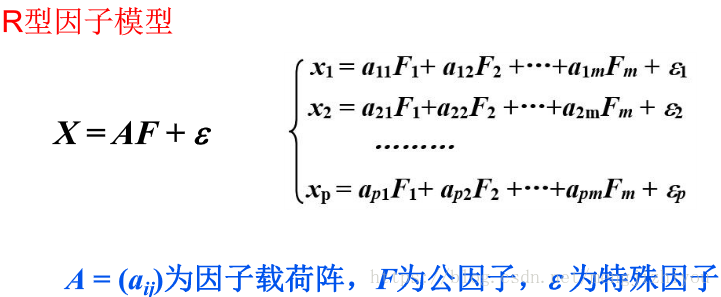 R型因子模型
X = AF + ε
x1 = a11F1+ a12F2 +···+a1mFm + ε1
x2 = a21F1+a22F2 +···+a2mFm + ε2
………
xp = ap1F1+ ap2F2 +···+apmFm + εp
A = (aij)为因子载荷阵，F为公因子，ε 为特殊因子